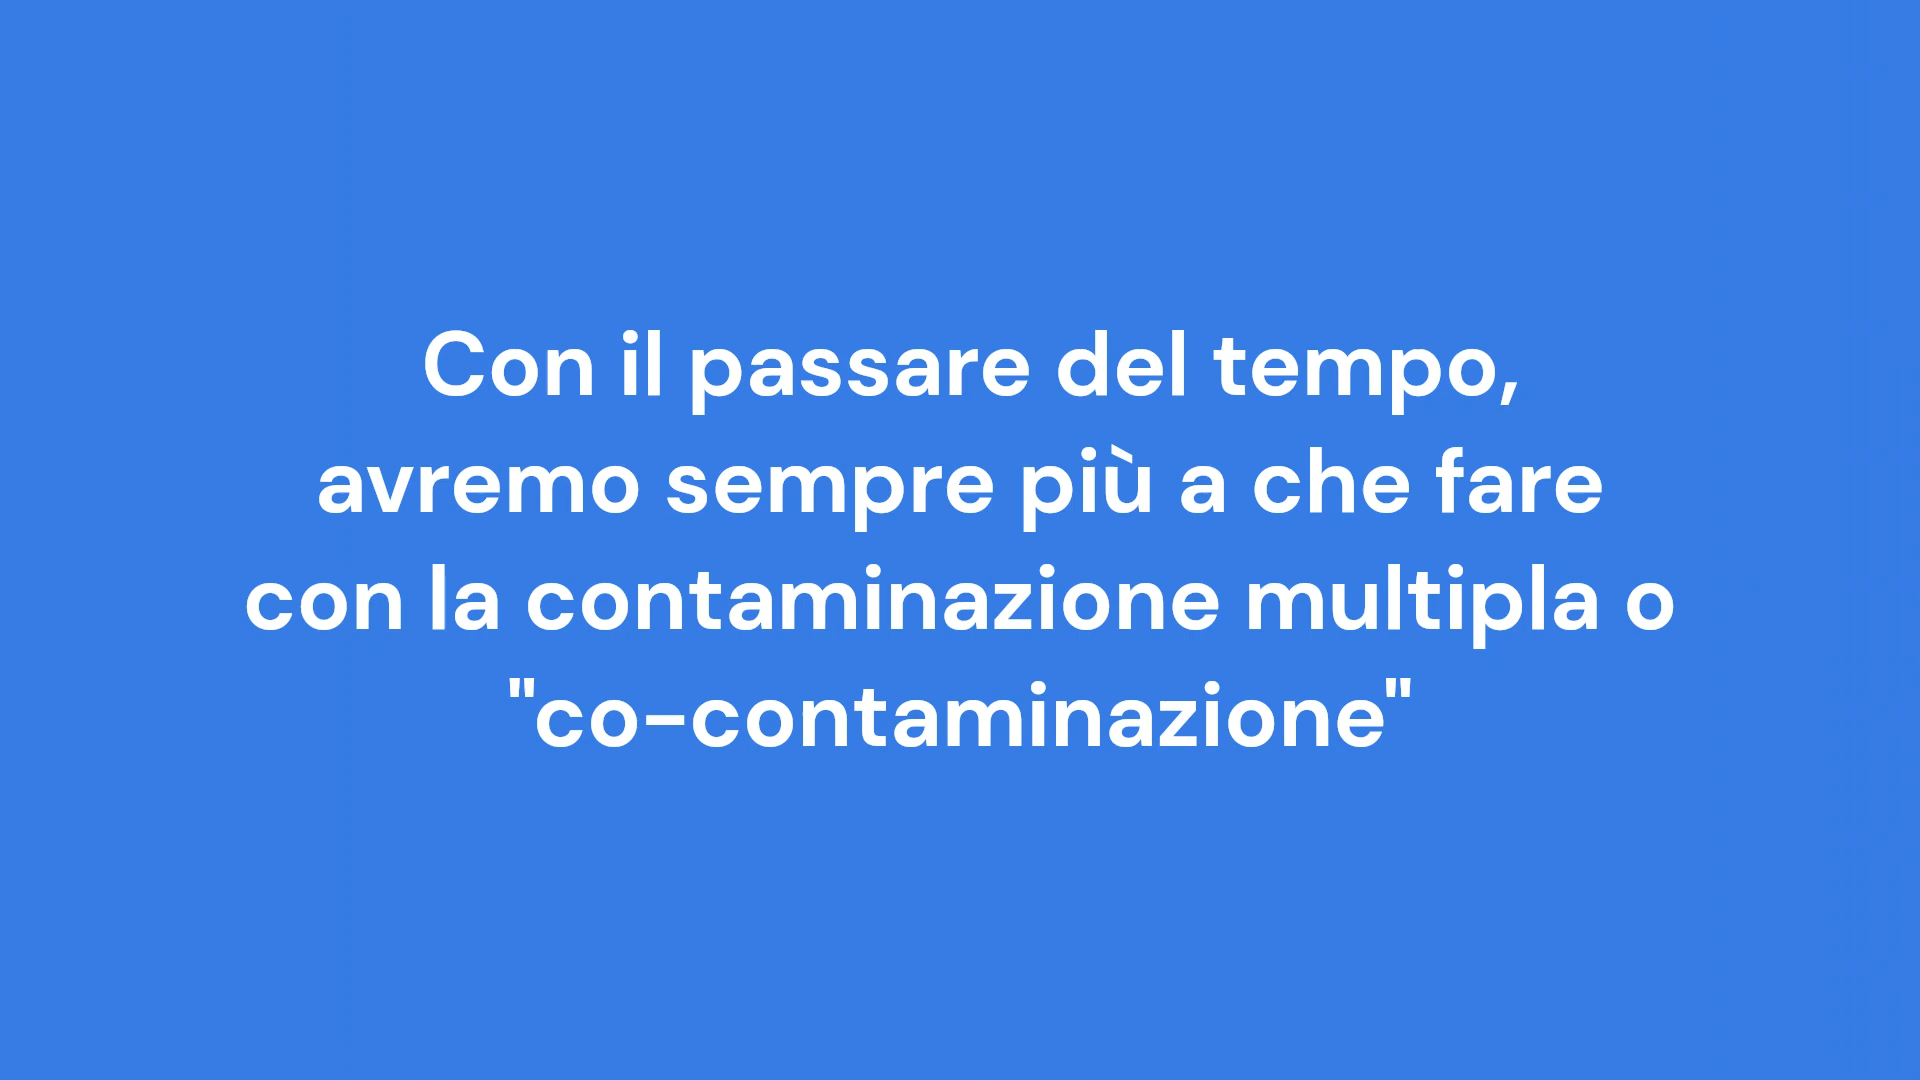 Con il passare del tempo,
avremo sempre più a che fare
con la contaminazione multipla o
"co-contaminazione"